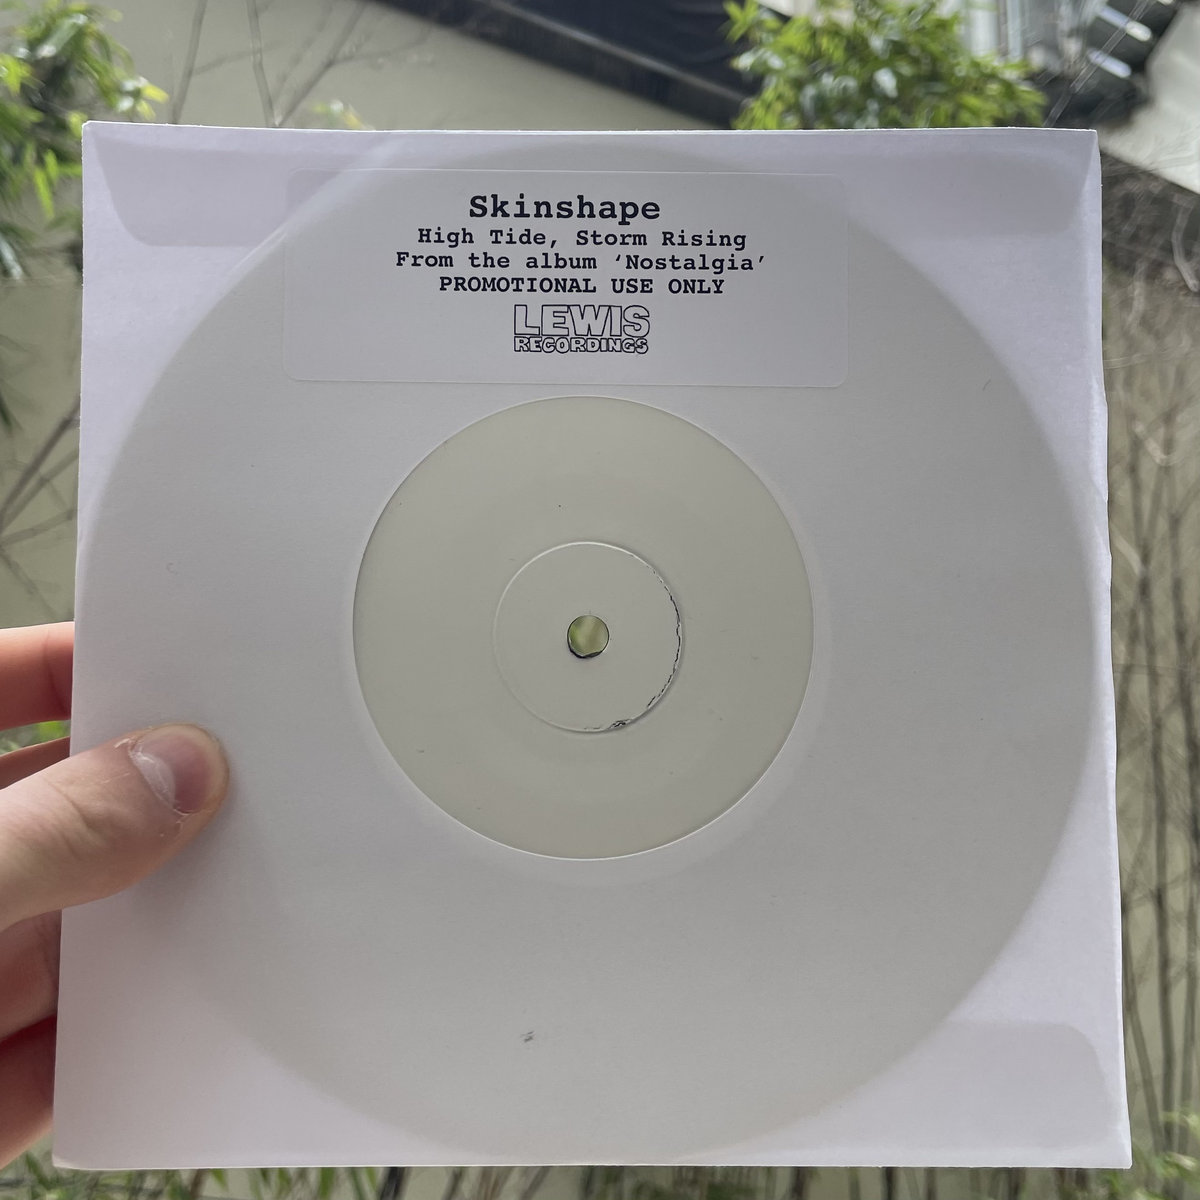 Skinshape
High Tide, Storm Rising
From the album ‘Nostalgia’
PROMOTIONAL USE ONLY
LEWIS
RECORDINGS